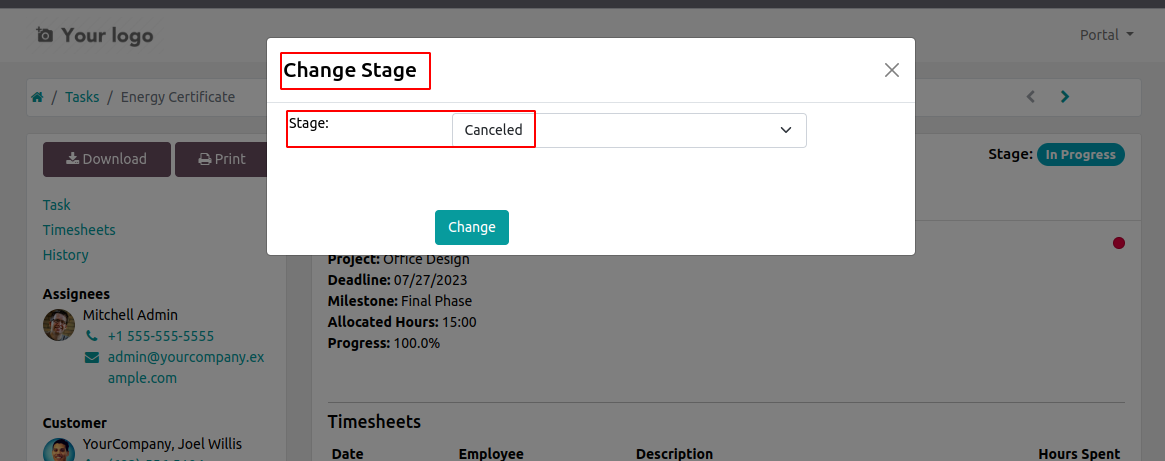 Your logo
Portal
Change Stage
/ Tasks / Energy Certificate
Stage:
Canceled
Download
Print
Stage: In Progress
Task
Timesheets
History
Change
Project: Office Design
Deadline: 07/27/2023
Milestone: Final Phase
Allocated Hours: 15:00
Progress: 100.0%
Assignees
Mitchell Admin
+1 555-555-5555
admin@yourcompany.ex
ample.com
Customer
YourCompany, Joel Willis
Timesheets
Date Employee Description Hours Spent